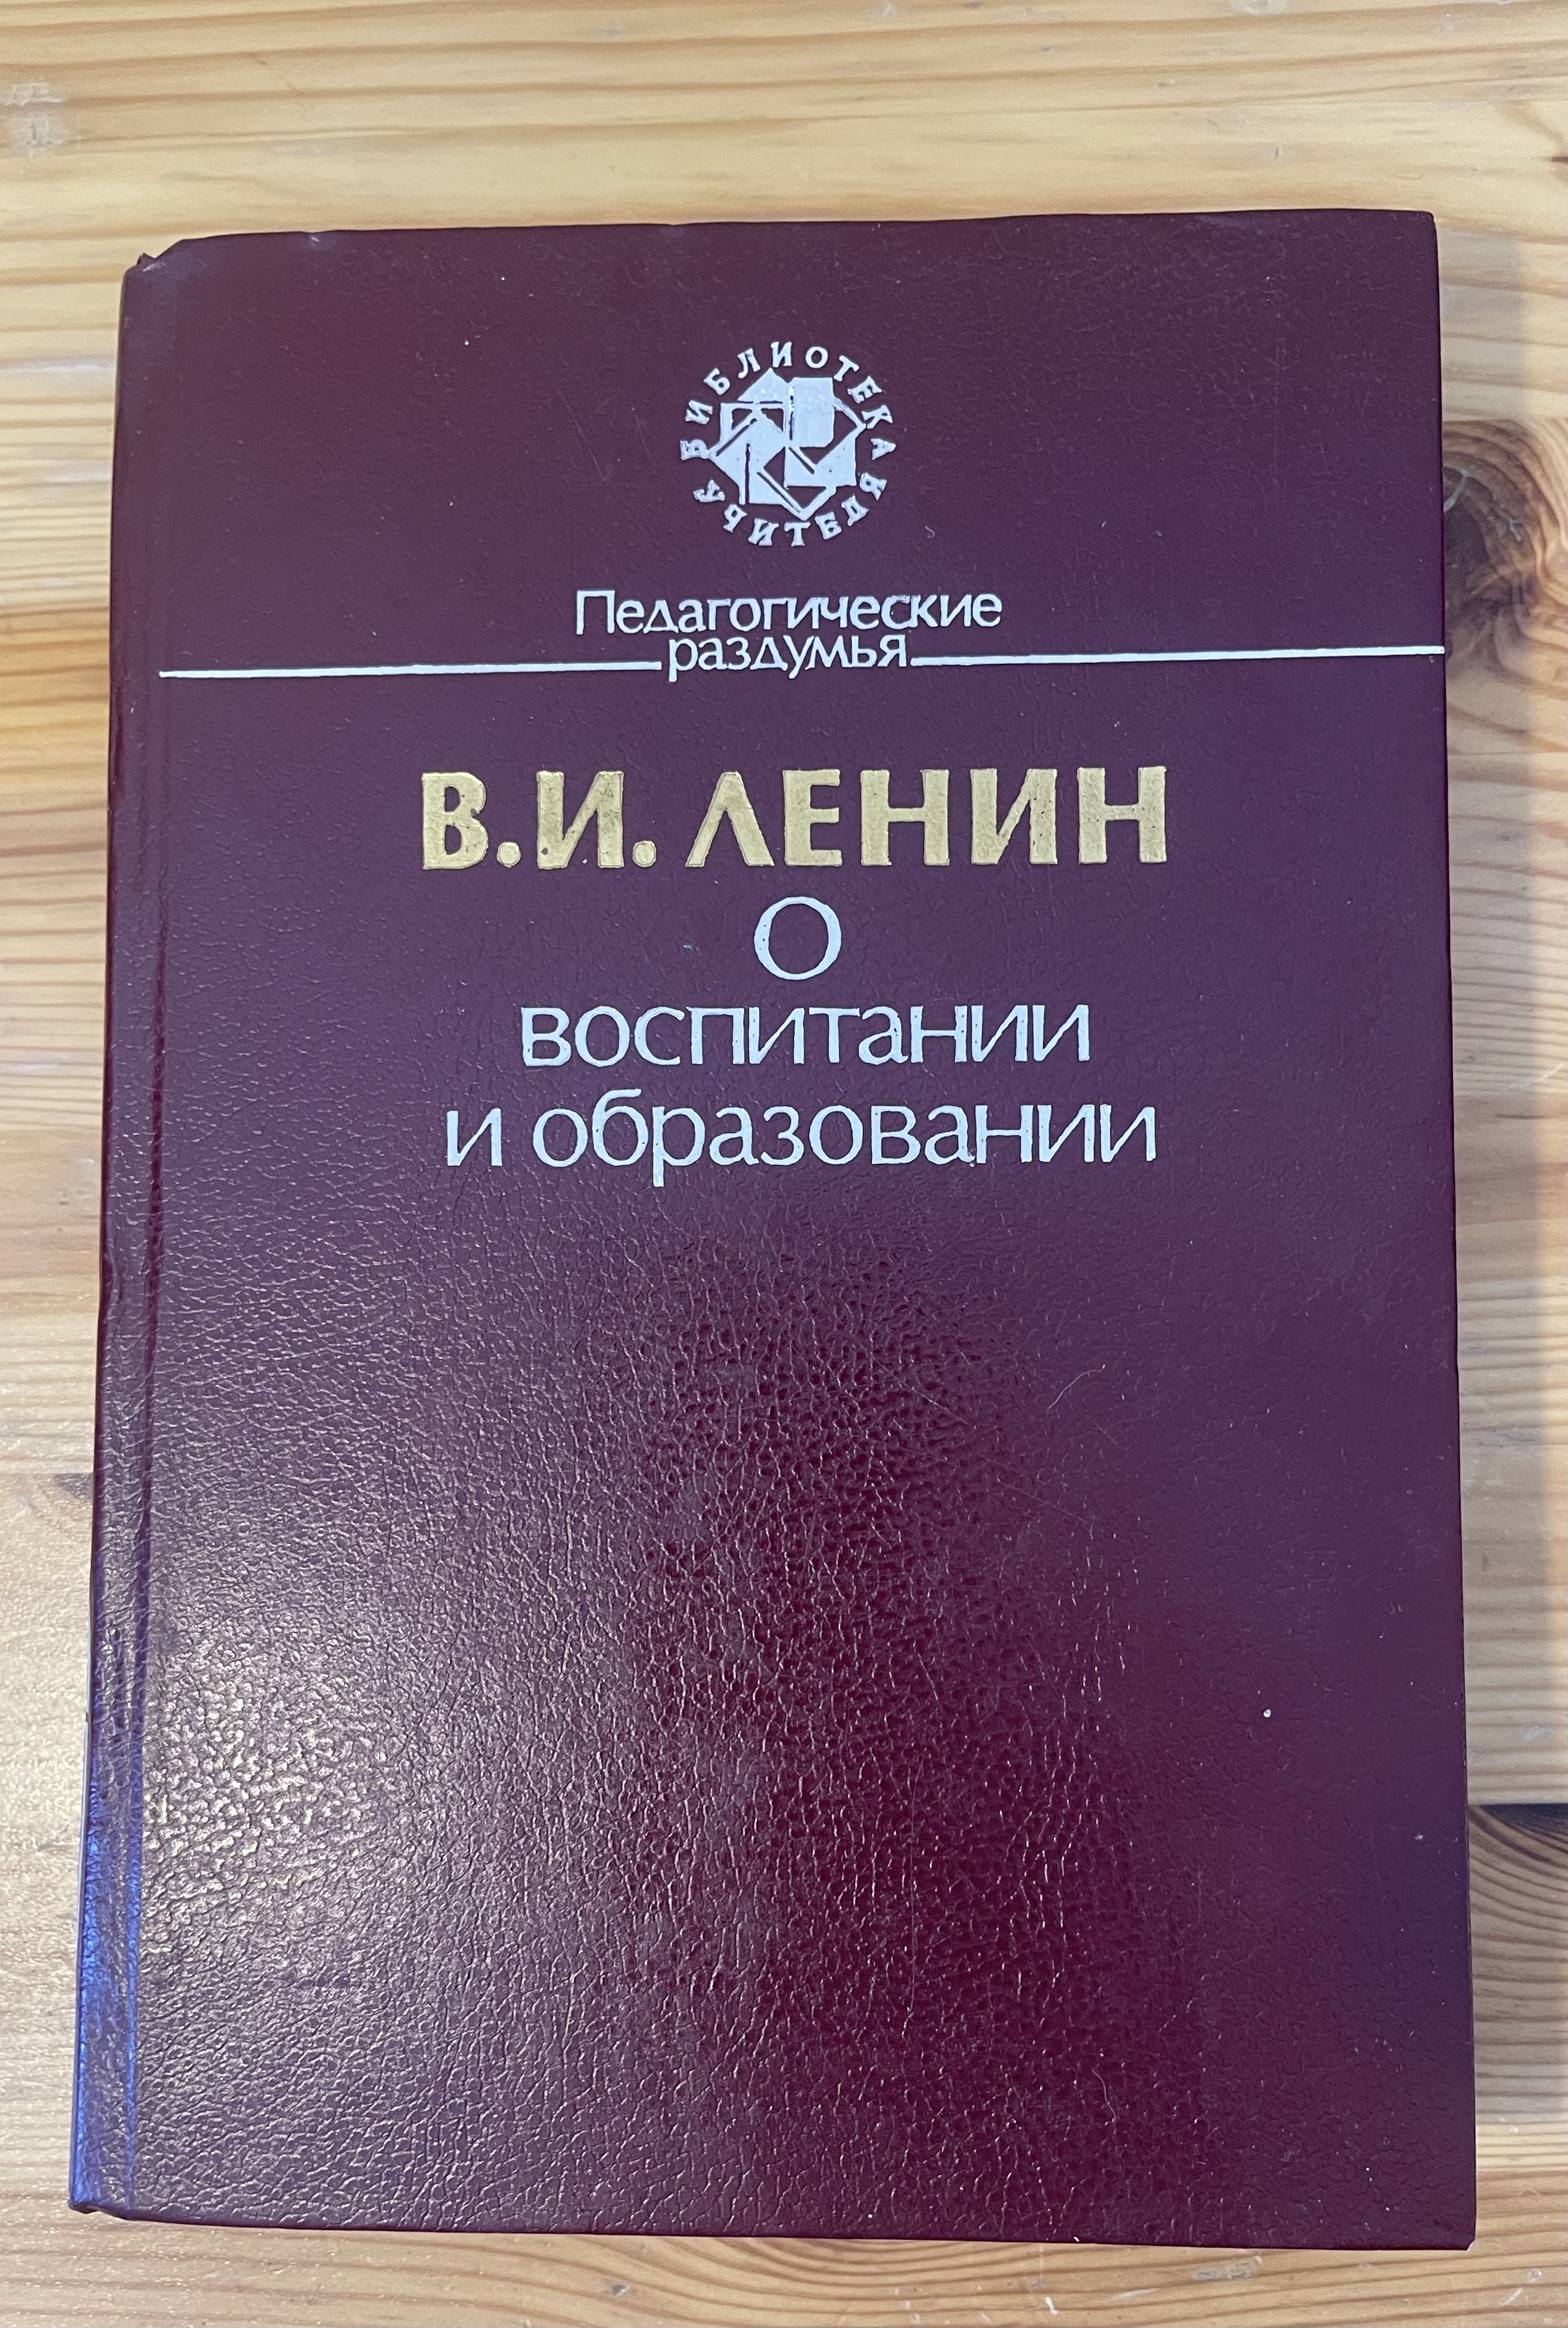 БИБЛИОТЕКА УЧИТЕЛЯ
Педагогические
раздумья
В.И. ЛЕНИН
О
воспитании
и образовании